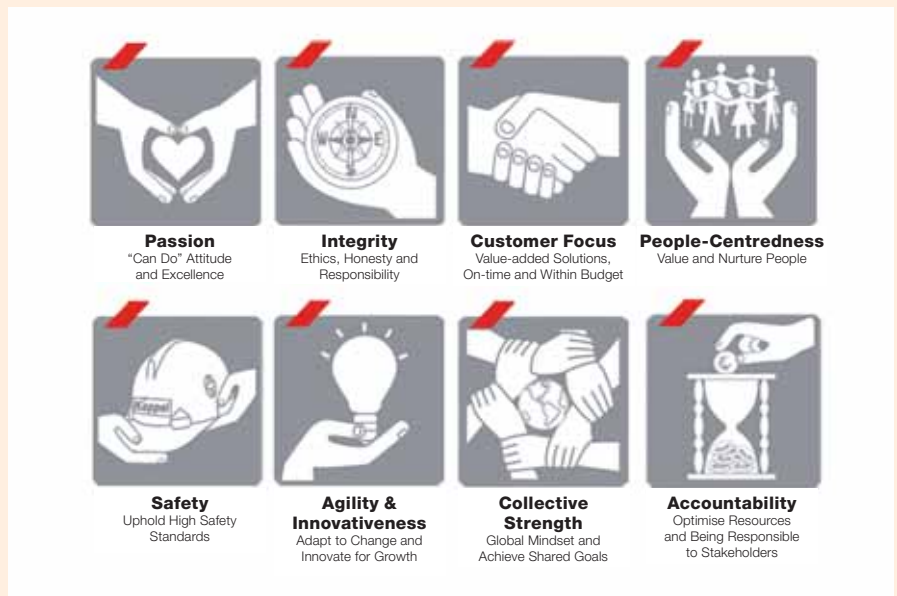 N
W
E
S
Passion
“Can Do” Attitude
and Excellence
Integrity
Ethics, Honesty and
Responsibility
Customer Focus
Value-added Solutions,
On-time and Within Budget
People-Centredness
Value and Nurture People
Keppel
Safety
Uphold High Safety
Standards
Agility &
Innovativeness
Adapt to Change and
Innovate for Growth
Collective
Strength
Global Mindset and
Achieve Shared Goals
Accountability
Optimise Resources
and Being Responsible
to Stakeholders